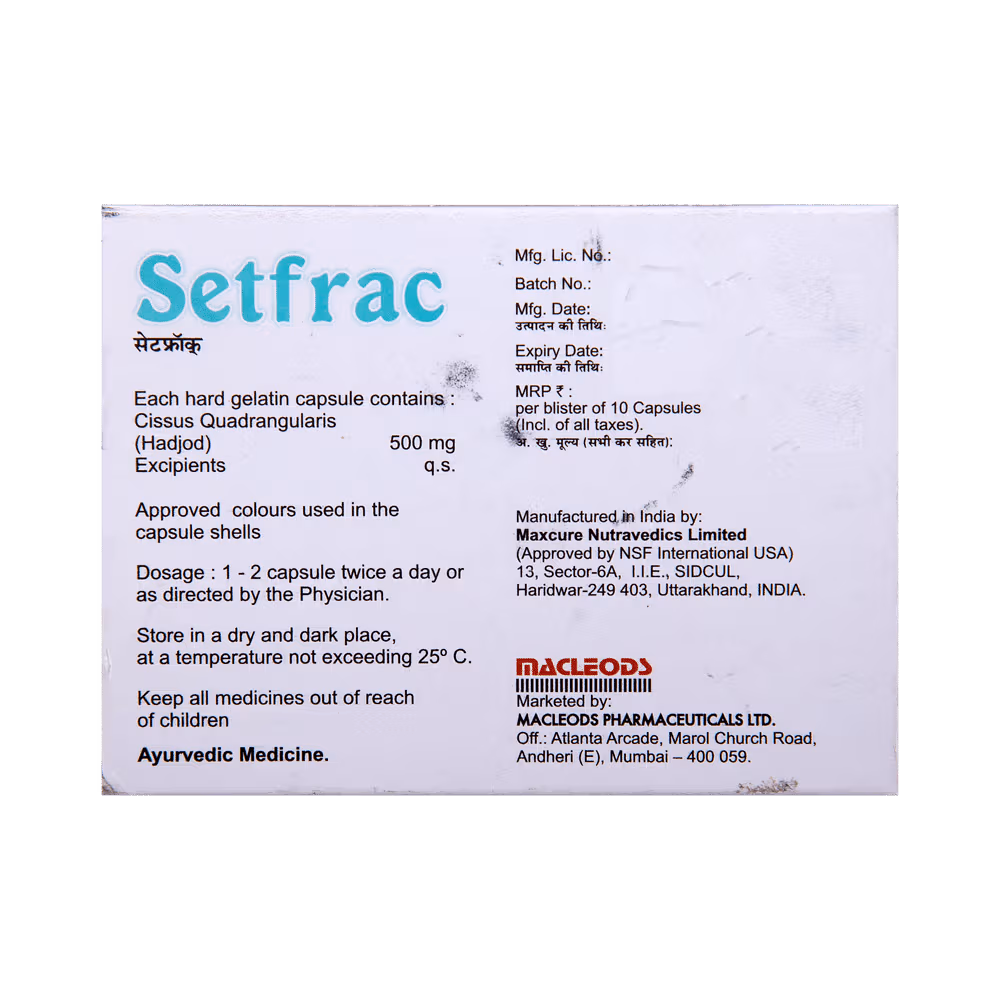 Setfrac
सेटफ्रॉक्
Each hard gelatin capsule contains :
Cissus Quadrangularis
(Hadjod) 500 mg
Excipients q.s.
Approved colours used in the
capsule shells
Dosage : 1 - 2 capsule twice a day or
as directed by the Physician.
Store in a dry and dark place,
at a temperature not exceeding 25º C.
Keep all medicines out of reach
of children
Ayurvedic Medicine.
Mfg. Lic. No.:
Batch No.:
Mfg. Date:
उत्पादन की तिथि:
Expiry Date:
समाप्ति की तिथि:
MRP ₹ :
per blister of 10 Capsules
(Incl. of all taxes).
अ. खु. मूल्य (सभी कर सहित):
Manufactured in India by:
Maxcure Nutravedics Limited
(Approved by NSF International USA)
13, Sector-6A, I.I.E., SIDCUL,
Haridwar-249 403, Uttarakhand, INDIA.
MACLEODS
Marketed by:
MACLEODS PHARMACEUTICALS LTD.
Off.: Atlanta Arcade, Marol Church Road,
Andheri (E), Mumbai – 400 059.